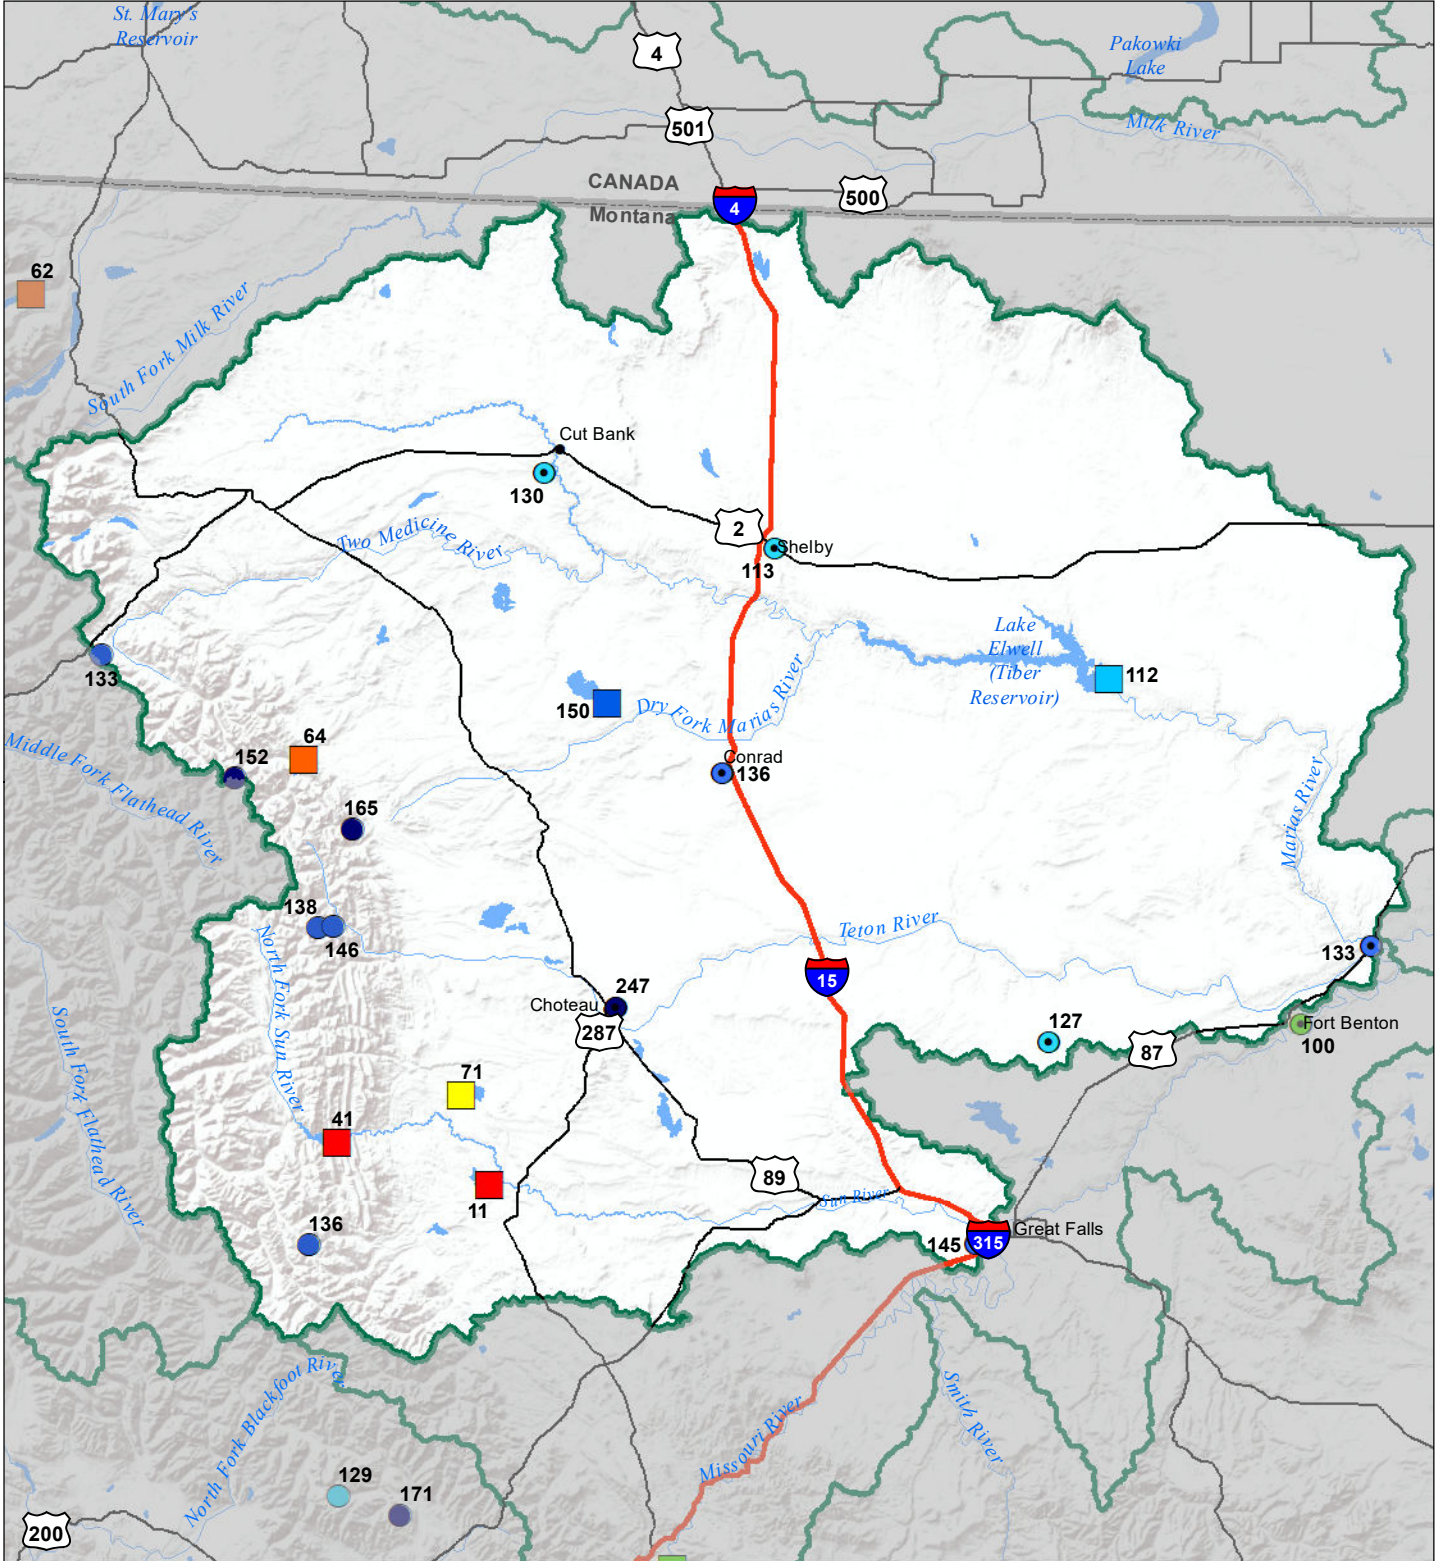 St. Mary's
Reservoir
4
Pakowki
Lake
501
Milk River
CANADA
Montana
4
500
62
South Fork Milk River
Cut Bank
130
Two Medicine River
2
Shelby
113
Lake
Elwell
(Tiber
Reservoir)
112
133
150
Dry Fork Marias River
64
152
Middle Fork Flathead River
Conrad
136
165
Marias River
138
146
North Fork Sun River
Teton River
133
15
247
Choteau
287
South Fork Flathead River
127
Fort Benton
100
87
71
41
11
89
Sun River
136
145
315
Great Falls
North Fork Blackfoot River
Missouri River
Smith River
129
171
200